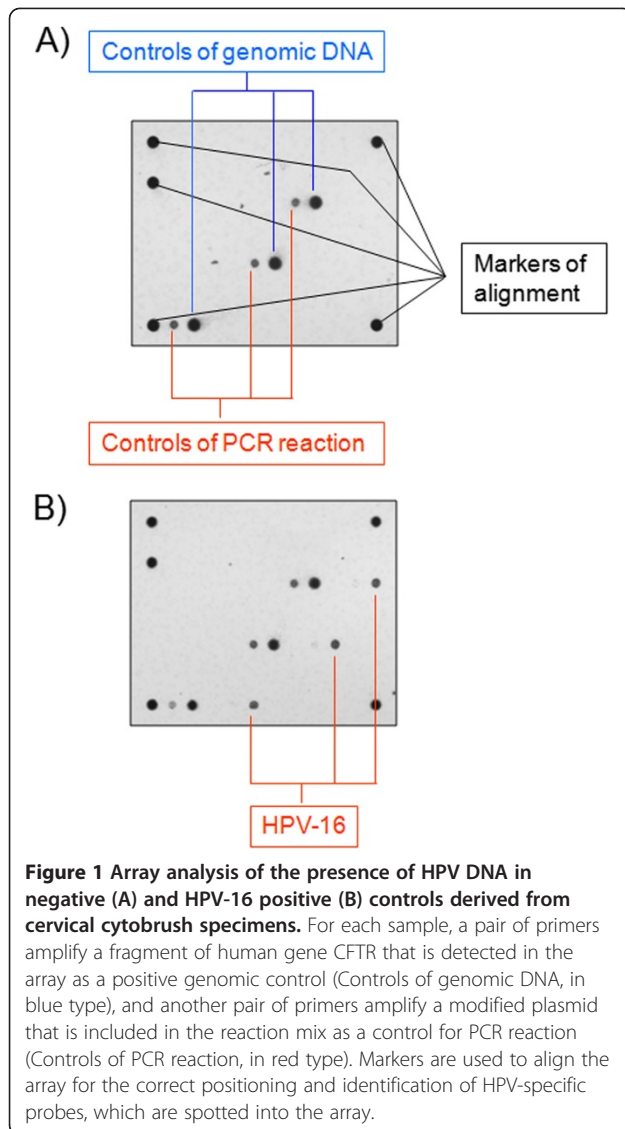 A)
Controls of genomic DNA
Markers of
alignment
Controls of PCR reaction
B)
HPV-16
Figure 1 Array analysis of the presence of HPV DNA in
negative (A) and HPV-16 positive (B) controls derived from
cervical cytobrush specimens. For each sample, a pair of primers
amplify a fragment of human gene CFTR that is detected in the
array as a positive genomic control (Controls of genomic DNA, in
blue type), and another pair of primers amplify a modified plasmid
that is included in the reaction mix as a control for PCR reaction
(Controls of PCR reaction, in red type). Markers are used to align the
array for the correct positioning and identification of HPV-specific
probes, which are spotted into the array.